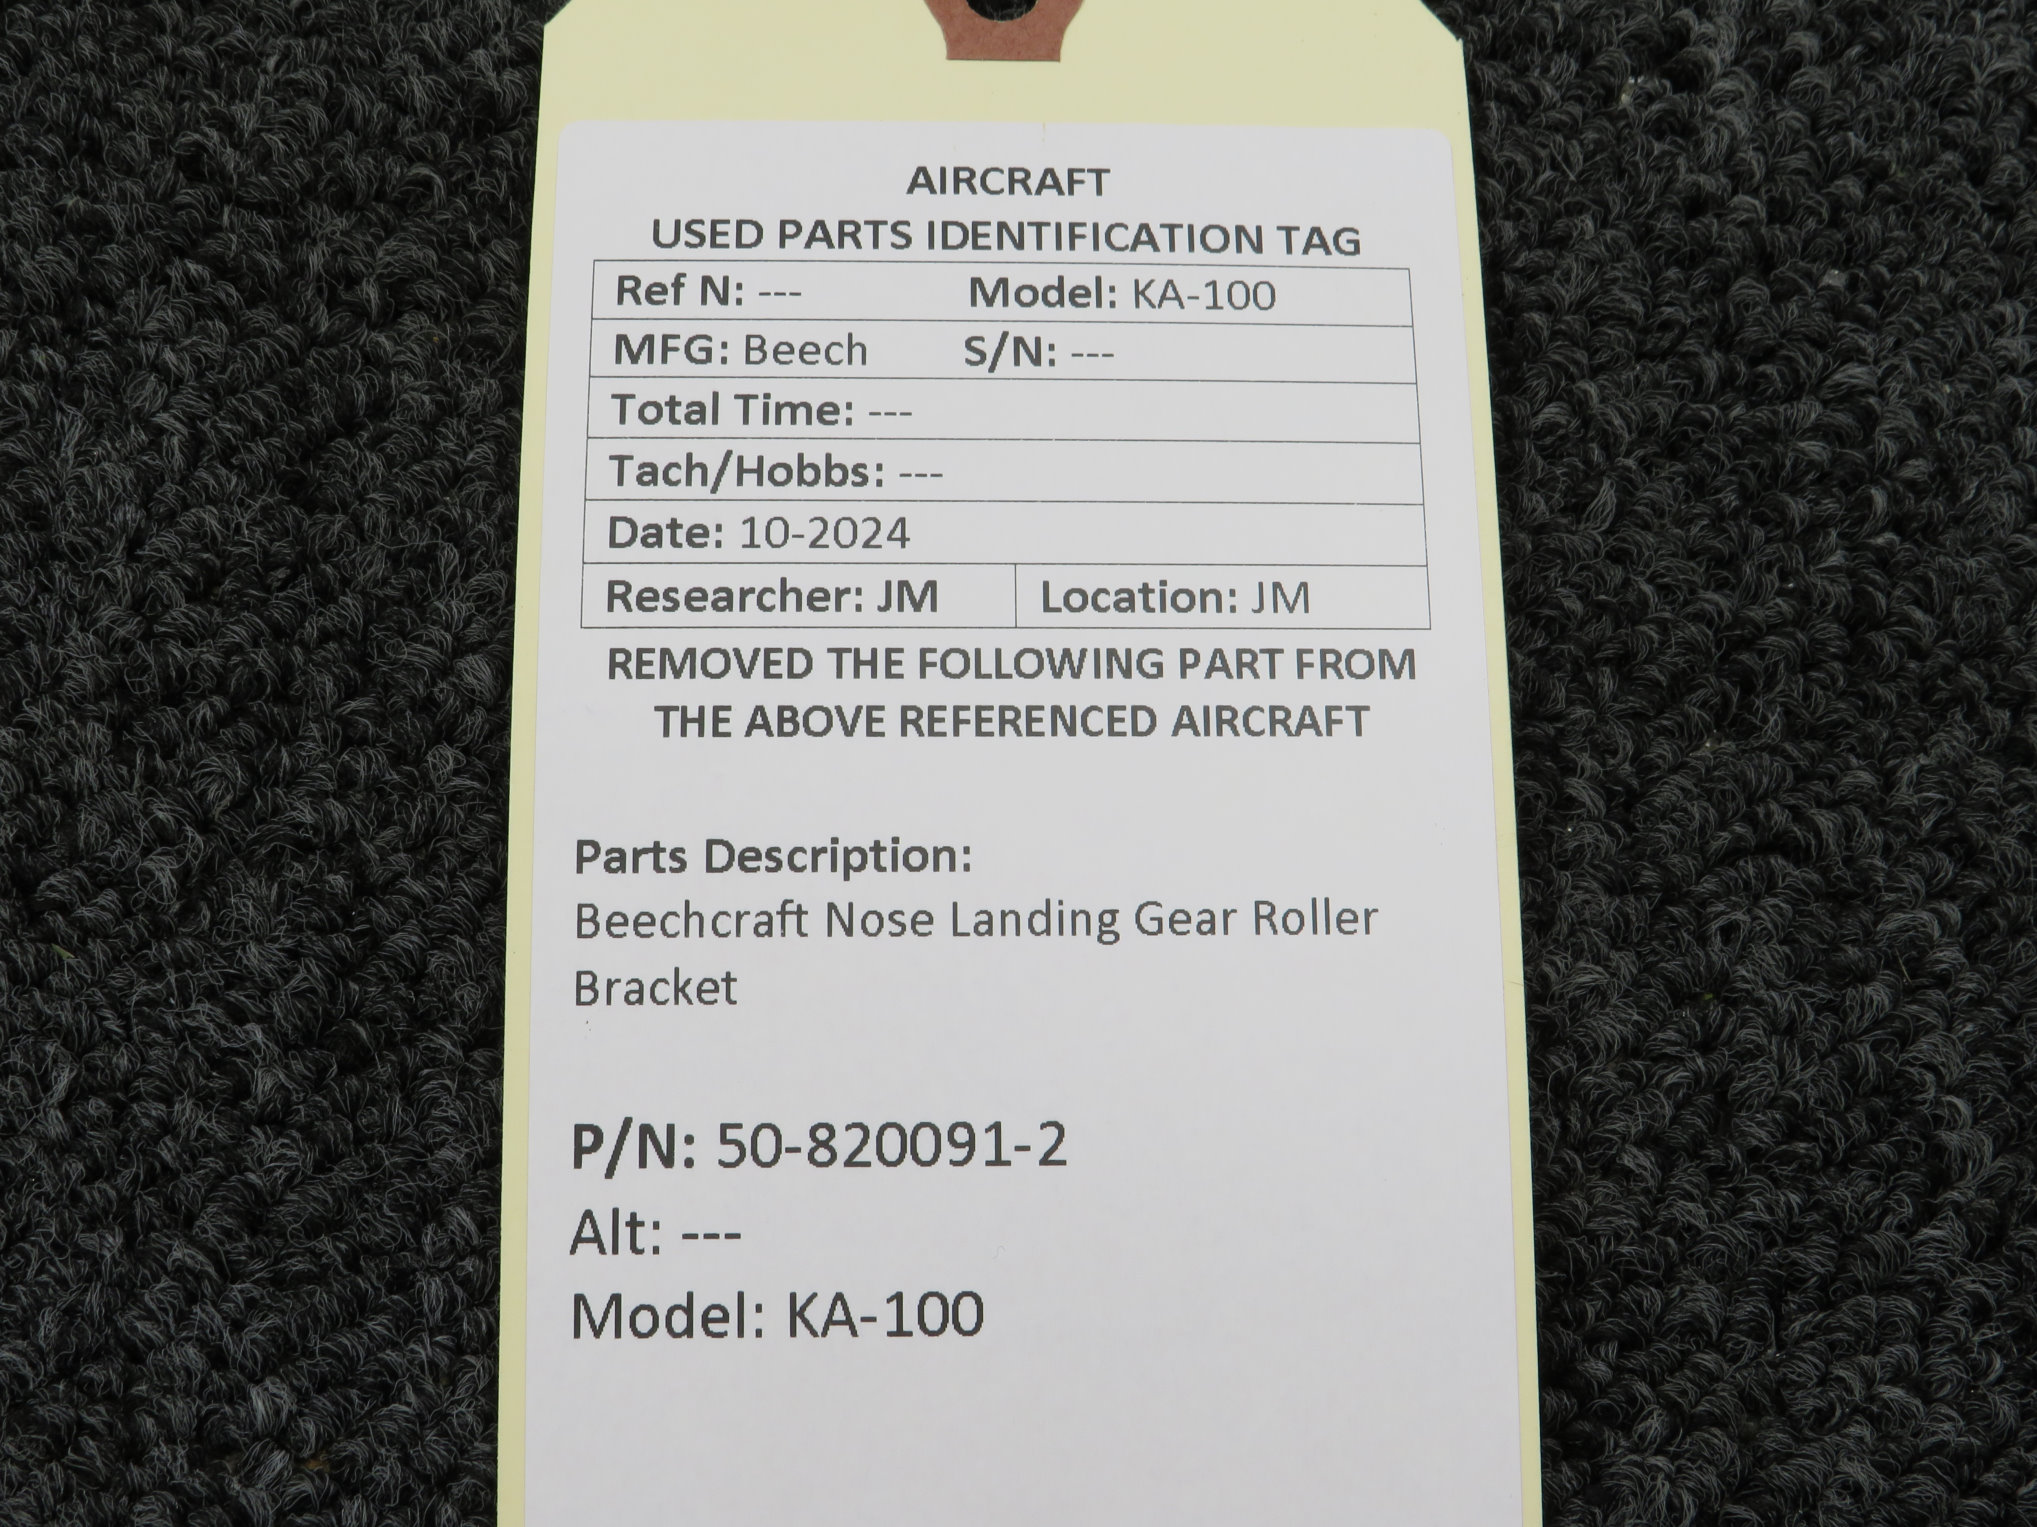 AIRCRAFT
USED PARTS IDENTIFICATION TAG
Ref N: --- Model: KA-100
MFG: Beech S/N: ---
Total Time: ---
Tach/Hobbs: ---
Date: 10-2024
Researcher: JM Location: JM
REMOVED THE FOLLOWING PART FROM
THE ABOVE REFERENCED AIRCRAFT
Parts Description:
Beechcraft Nose Landing Gear Roller
Bracket
P/N: 50-820091-2
Alt: ---
Model: KA-100